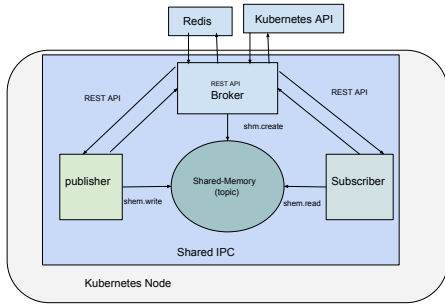 Redis
Kubernetes API
REST API
Broker
REST API
REST API
shm.create
publisher
Shared-Memory
(topic)
Subscriber
shem.write
shem.read
Shared IPC
Kubernetes Node